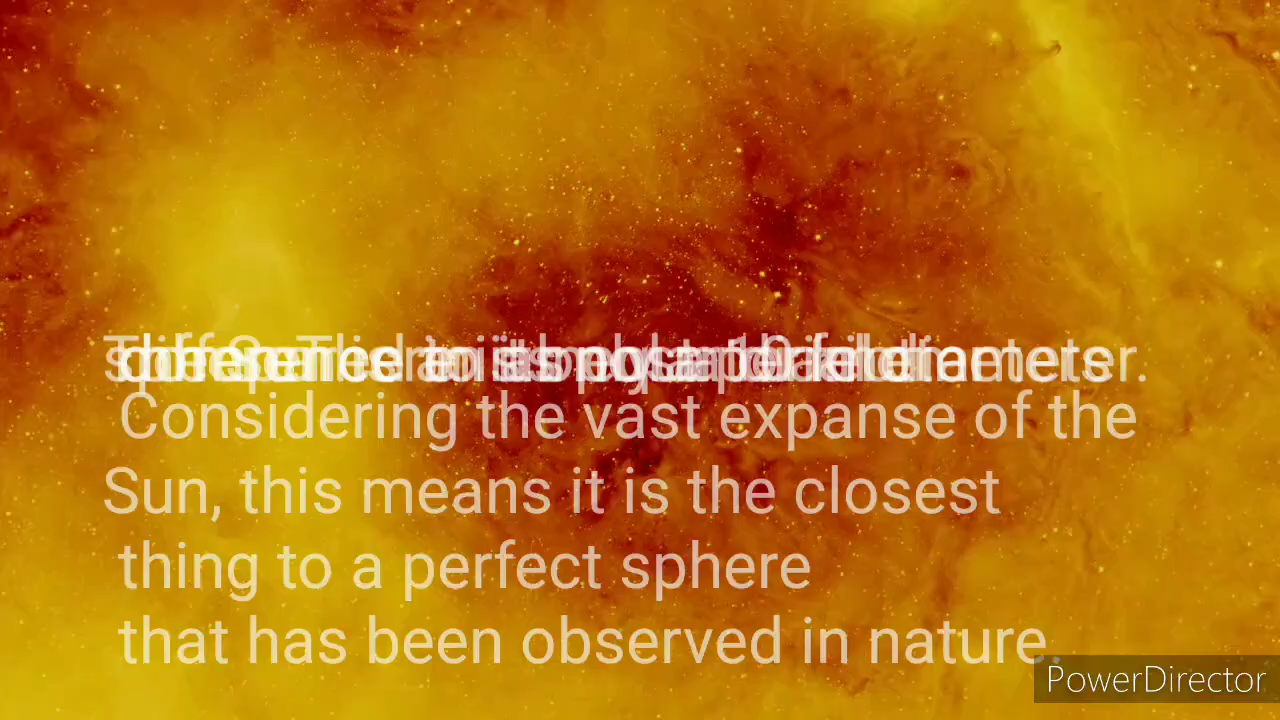 Considering the vast expanse of the
Sun, this means it is the closest
thing to a perfect sphere
that has been observed in nature.
PowerDirector